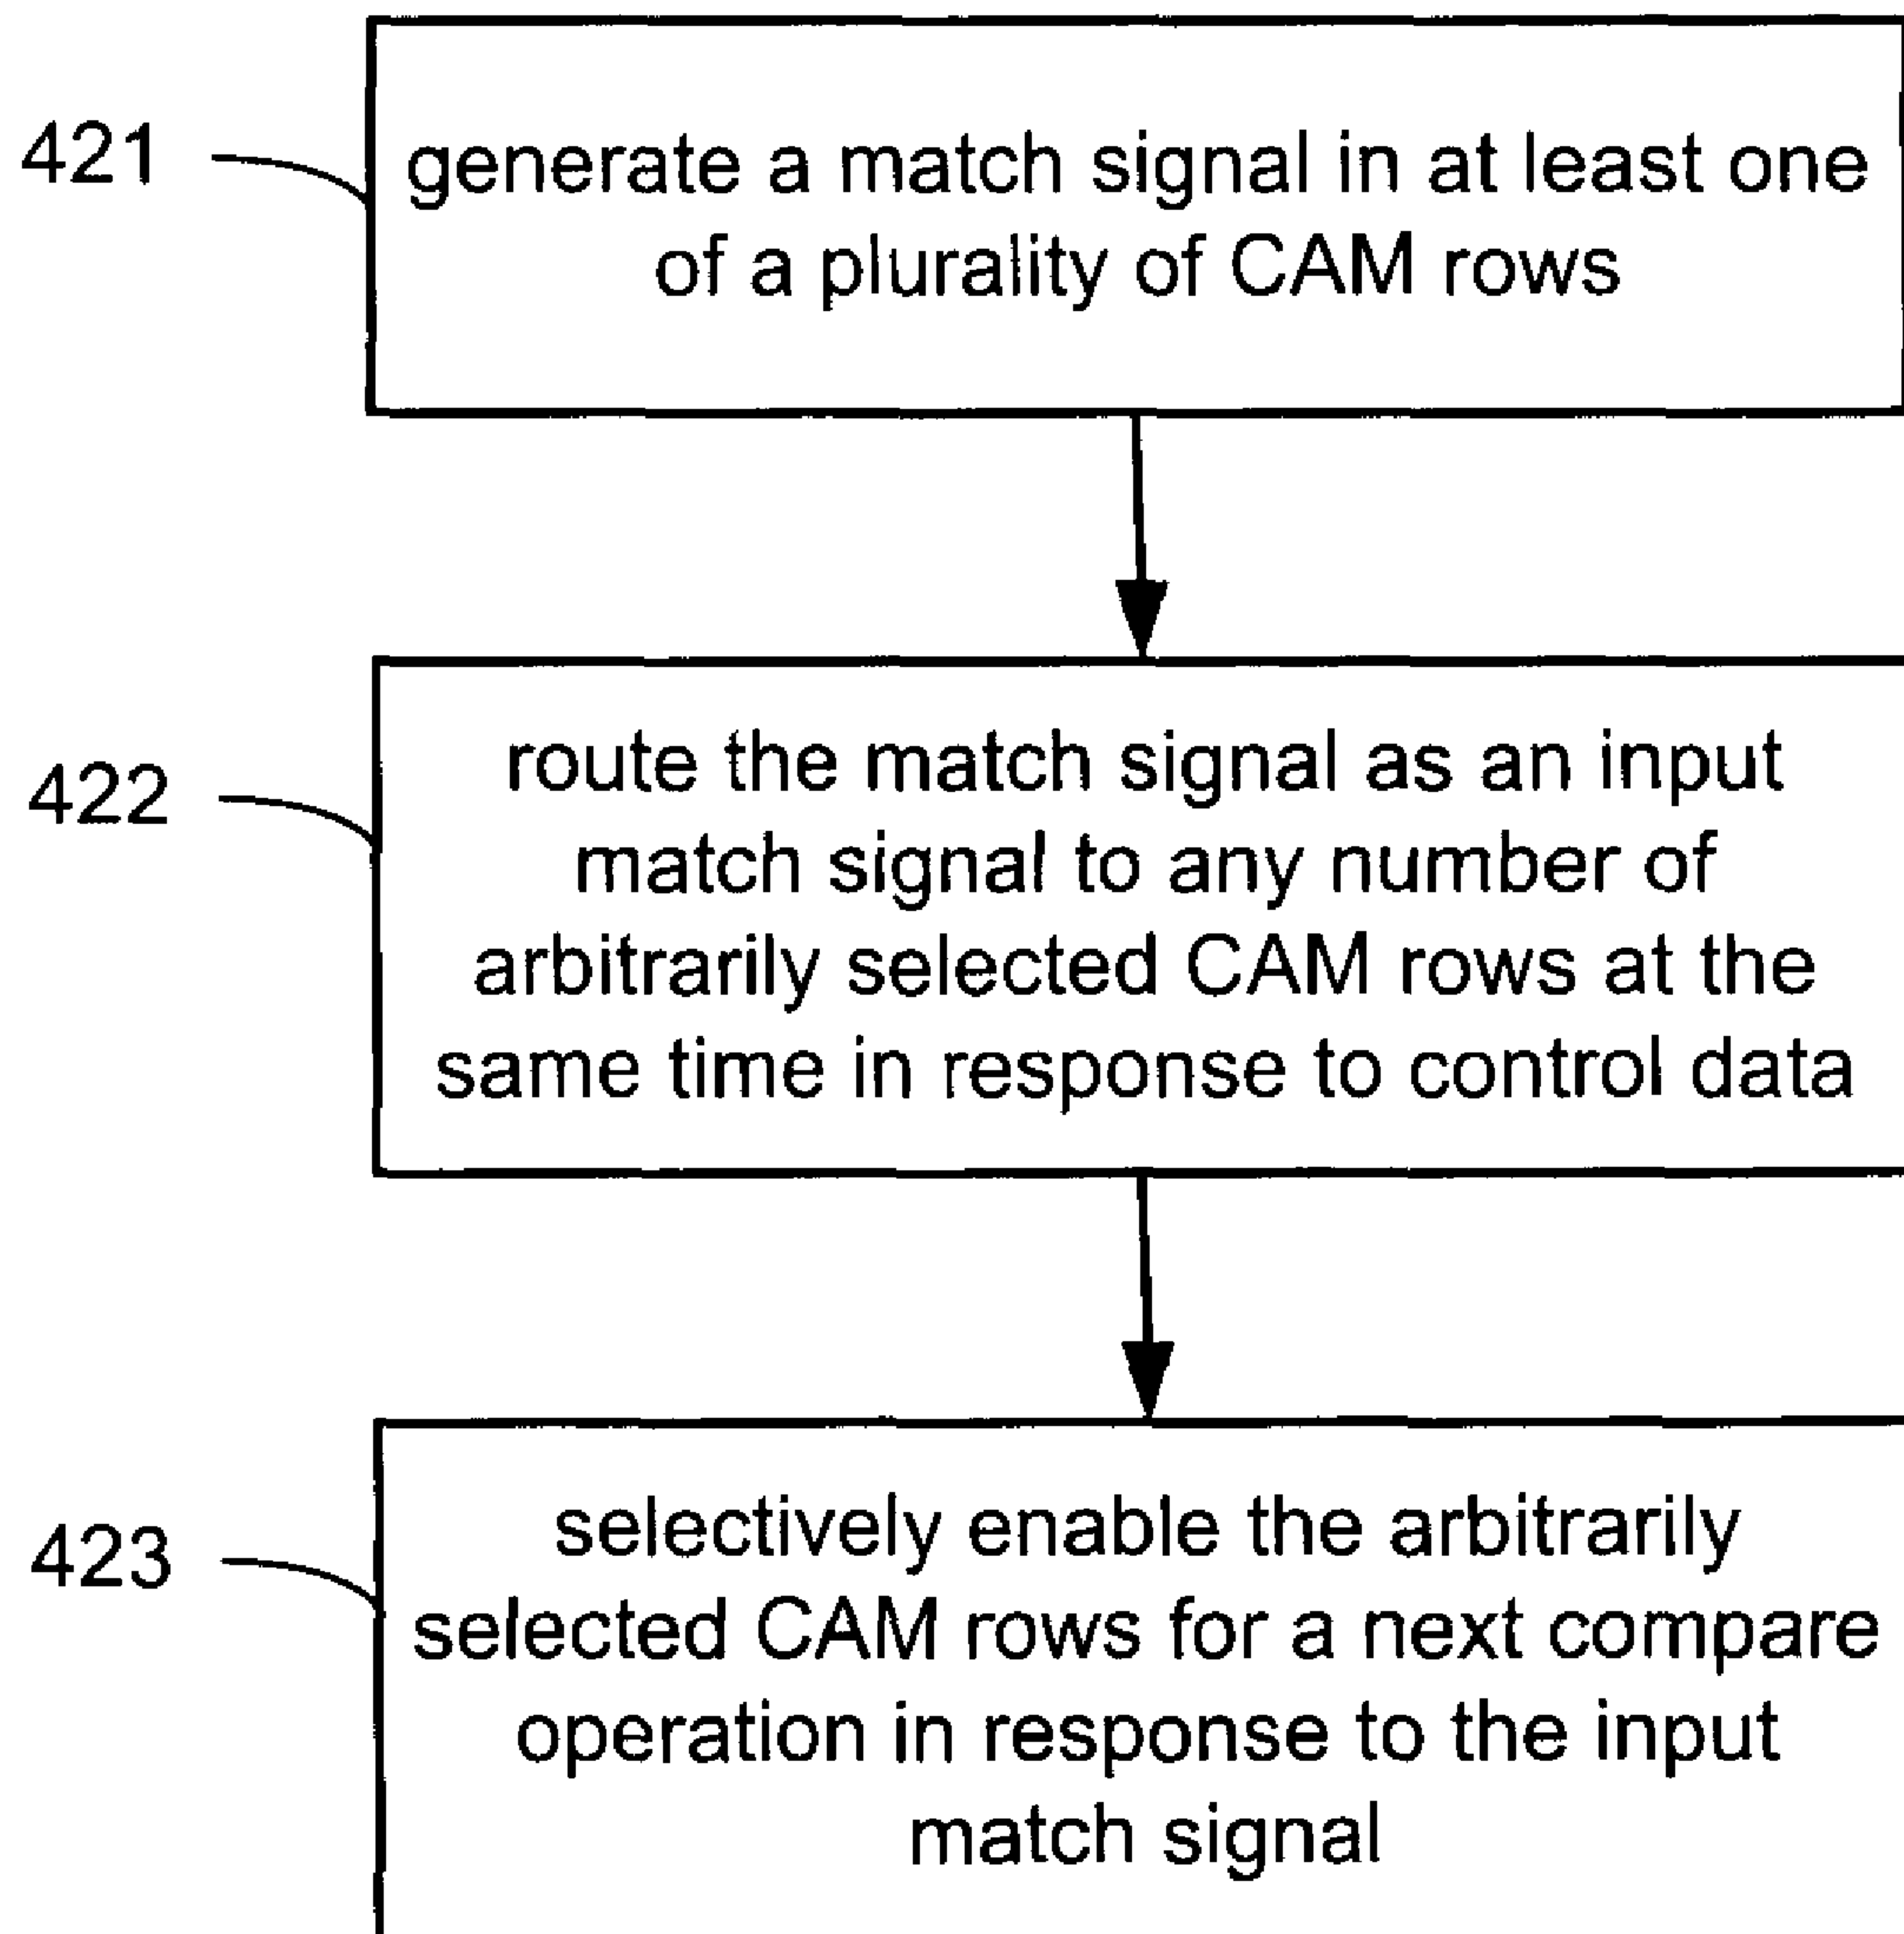 421
generate a match signal in at least one
of a plurality of CAM rows
422
route the match signal as an input
match signal to any number of
arbitrarily selected CAM rows at the
same time in response to control data
423
selectively enable the arbitrarily
selected CAM rows for a next compare
operation in response to the input
match signal